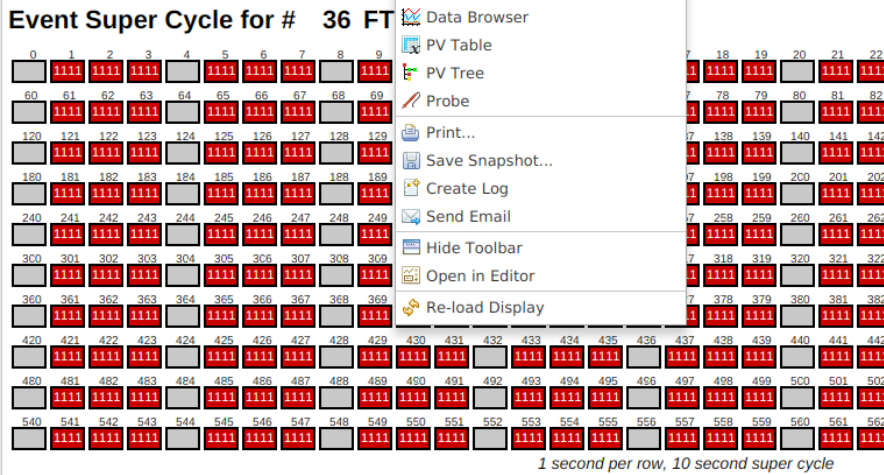 Event Super Cycle for # 36 FT
Data Browser
PV Table
PV Tree
Probe
Print...
Save Snapshot...
Create Log
Send Email
Hide Toolbar
Open in Editor
Re-load Display
0 1 2 3 4 5 6 7 8 9 18 19 20 21 22
1111 1111 1111 1111 1111 1111 1111 1111 1111 1111
60 61 62 63 64 65 66 67 68 69 78 79 80 81 82
1111 1111 1111 1111 1111 1111 1111 1111 1111 1111
120 121 122 123 124 125 126 127 128 129 138 139 140 141 142
1111 1111 1111 1111 1111 1111 1111 1111 1111 1111
180 181 182 183 184 185 186 187 188 189 198 199 200 201 202
1111 1111 1111 1111 1111 1111 1111 1111 1111 1111
240 241 242 243 244 245 246 247 248 249 258 259 260 261 262
1111 1111 1111 1111 1111 1111 1111 1111 1111 1111
300 301 302 303 304 305 306 307 308 309 318 319 320 321 322
1111 1111 1111 1111 1111 1111 1111 1111 1111 1111
360 361 362 363 364 365 366 367 368 369 378 379 380 381 382
1111 1111 1111 1111 1111 1111 1111 1111 1111 1111
420 421 422 423 424 425 426 427 428 429 430 431 432 433 434 435 436 437 438 439 440 441 442
1111 1111 1111 1111 1111 1111 1111 1111 1111 1111 1111 1111 1111 1111 1111 1111
480 481 482 483 484 485 486 487 488 489 490 491 492 493 494 495 496 497 498 499 500 501 502
1111 1111 1111 1111 1111 1111 1111 1111 1111 1111 1111 1111 1111 1111 1111 1111
540 541 542 543 544 545 546 547 548 549 550 551 552 553 554 555 556 557 558 559 560 561 562
1111 1111 1111 1111 1111 1111 1111 1111 1111 1111 1111 1111 1111 1111 1111 1111
1 second per row, 10 second super cycle